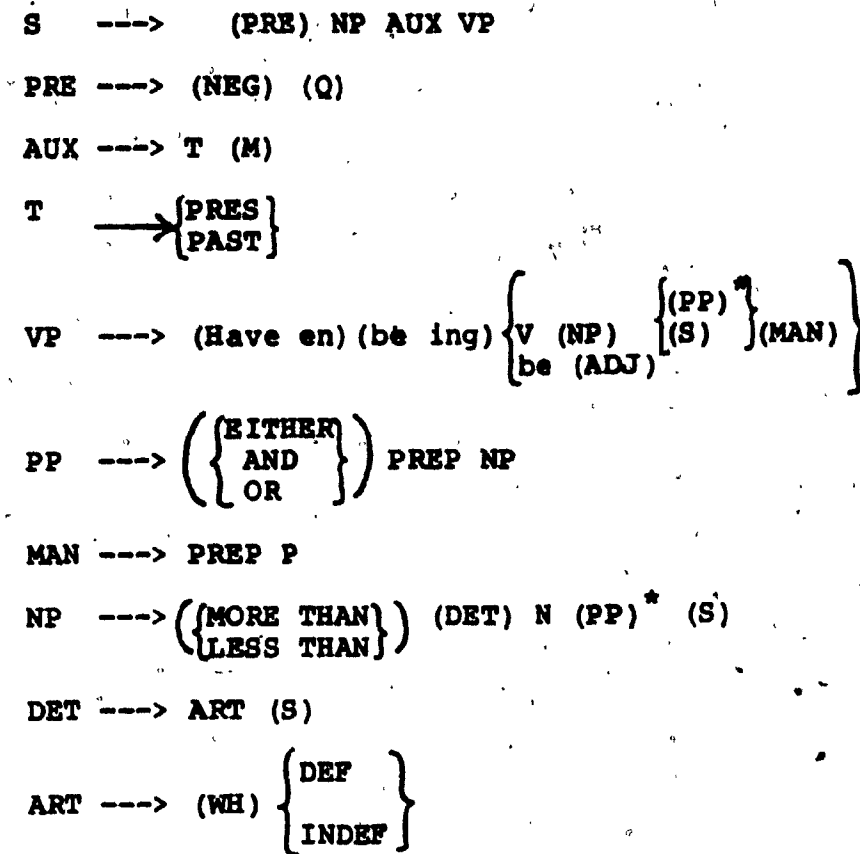 S ---> (PRE) NP AUX VP
PRE ---> (NEG) (Q)
AUX ---> T (M)
T ⟶ {PRES
PAST}
VP ---> (Have en)(be ing) {V (NP) {(PP)* (S)} (MAN)
be (ADJ)}
PP ---> ({EITHER
AND
OR}) PREP NP
MAN ---> PREP P
NP ---> ({MORE THAN
LESS THAN}) (DET) N (PP)* (S)
DET ---> ART (S)
ART ---> (WH) {DEF
INDEF}